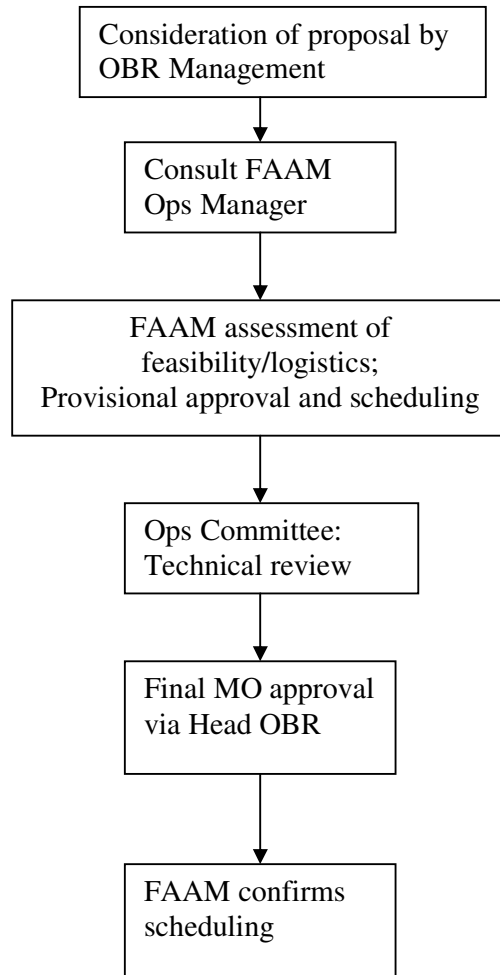 Consideration of proposal by
OBR Management
Consult FAAM
Ops Manager
FAAM assessment of
feasibility/logistics;
Provisional approval and scheduling
Ops Committee:
Technical review
Final MO approval
via Head OBR
FAAM confirms
scheduling